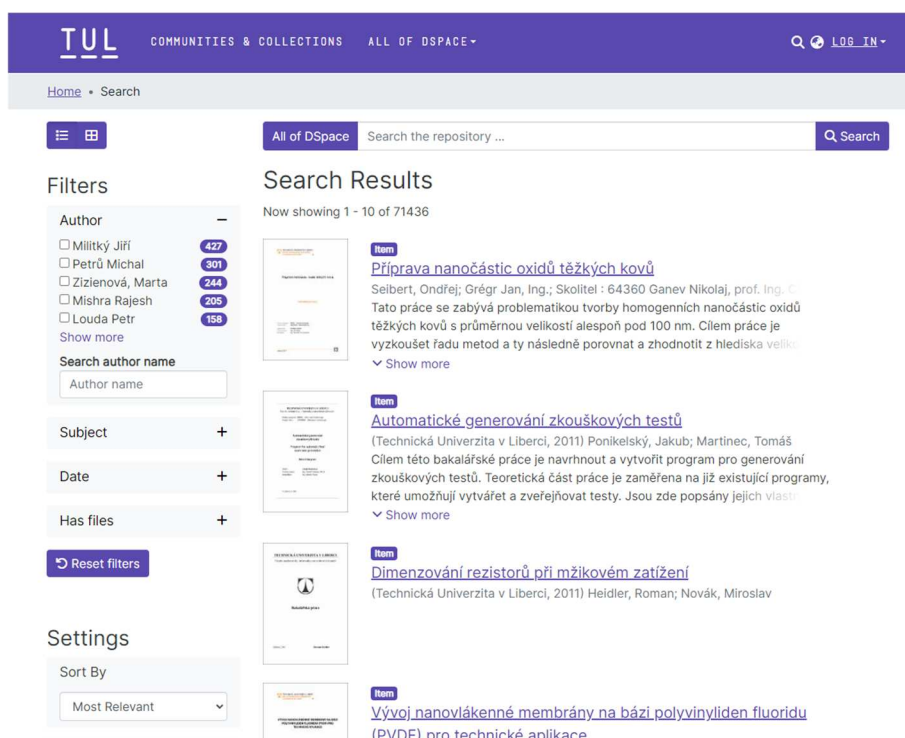 TUL
COMMUNITIES & COLLECTIONS
ALL OF DSPACE
LOG IN
Home • Search
All of DSpace
Search the repository ...
Search
Filters
Author
Militký Jiří 427
Petrů Michal 301
Zizienová, Marta 244
Mishra Rajesh 205
Louda Petr 158
Show more
Search author name
Author name
Subject
Date
Has files
Reset filters
Settings
Sort By
Most Relevant
Search Results
Now showing 1 - 10 of 71436
Item
Příprava nanočástic oxidů těžkých kovů
Seibert, Ondřej; Grégr Jan, Ing.; Skolitel : 64360 Ganev Nikolaj, prof. Ing.
Tato práce se zabývá problematikou tvorby homogenních nanočástic oxidů
těžkých kovů s průměrnou velikostí alespoň pod 100 nm. Cílem práce je
vyzkoušet řadu metod a ty následně porovnat a zhodnotit z hlediska
Show more
Item
Automatické generování zkouškových testů
(Technická Univerzita v Liberci, 2011) Ponikelský, Jakub; Martinec, Tomáš
Cílem této bakalářské práce je navrhnout a vytvořit program pro generování
zkouškových testů. Teoretická část práce je zaměřena na již existující programy,
které umožňují vytvářet a zveřejňovat testy. Jsou zde popsány jejich
Show more
TECHNICKÁ UNIVERZITA V LIBERCI
Bakalářská práce
Item
Dimenzování rezistorů při mžikovém zatížení
(Technická Univerzita v Liberci, 2011) Heidler, Roman; Novák, Miroslav
Item
Vývoj nanovlákenné membrány na bázi polyvinyliden fluoridu
(PVDF) pro technické aplikace